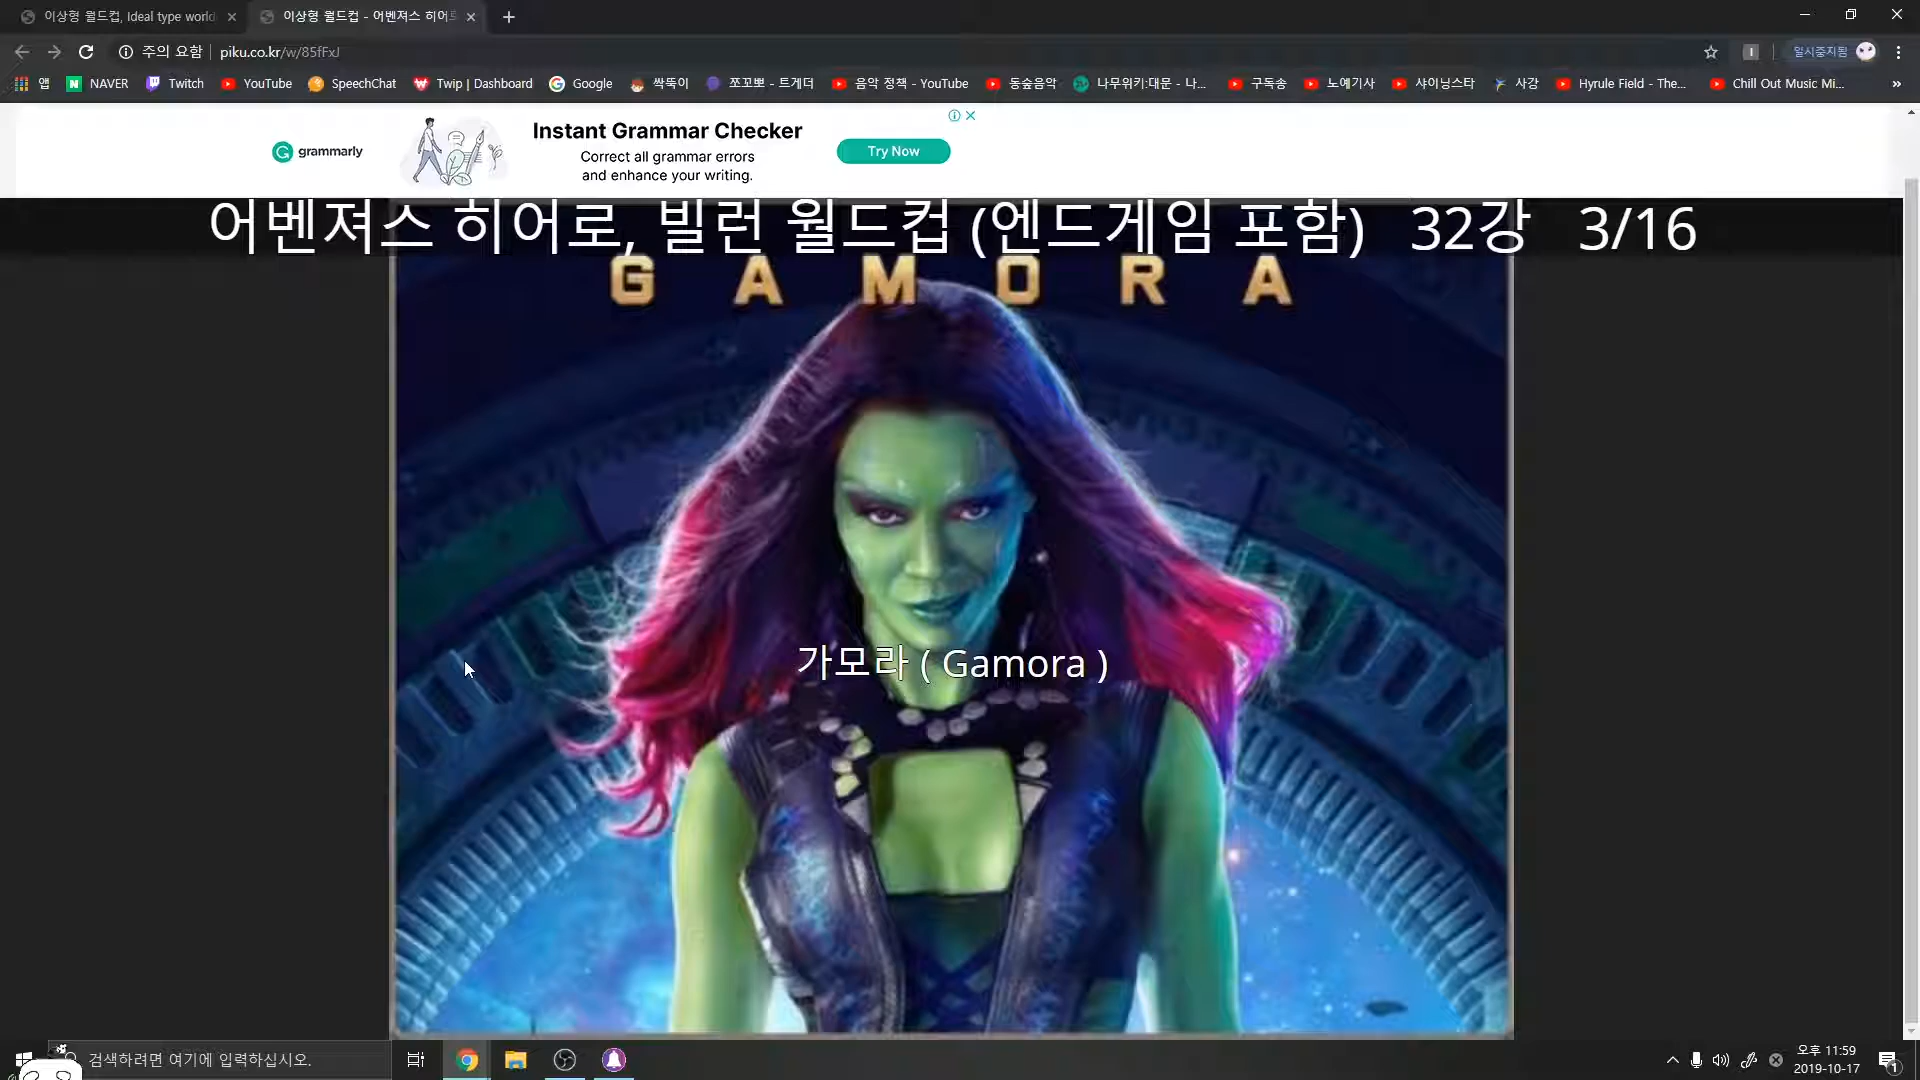 이상형 월드컵, Ideal type world
이상형 월드컵 - 어벤져스 히어로
주의 요함 piku.co.kr/w/85fFxJ
일시중지됨
앱 NAVER Twitch YouTube SpeechChat Twip | Dashboard Google 싹뚝이 쪼꼬뽀 - 트게더 음악 정책 - YouTube 동숲음악 나무위키:대문 - 나... 구독송 노예기사 샤이닝스타 사강 Hyrule Field - The... Chill Out Music Mi...
grammarly
Instant Grammar Checker
Correct all grammar errors
and enhance your writing.
Try Now
어벤져스 히어로, 빌런 월드컵 (엔드게임 포함) 32강 3/16
GAMORA
가모라 ( Gamora )
검색하려면 여기에 입력하십시오.
오후 11:59
2019-10-17
1